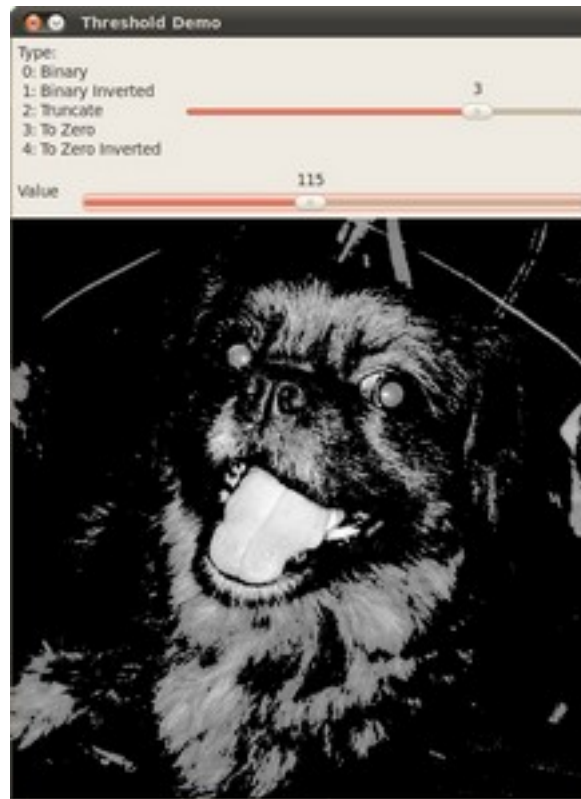 Threshold Demo
Type:
0: Binary
1: Binary Inverted
2: Truncate
3: To Zero
4: To Zero Inverted
3
Value
115